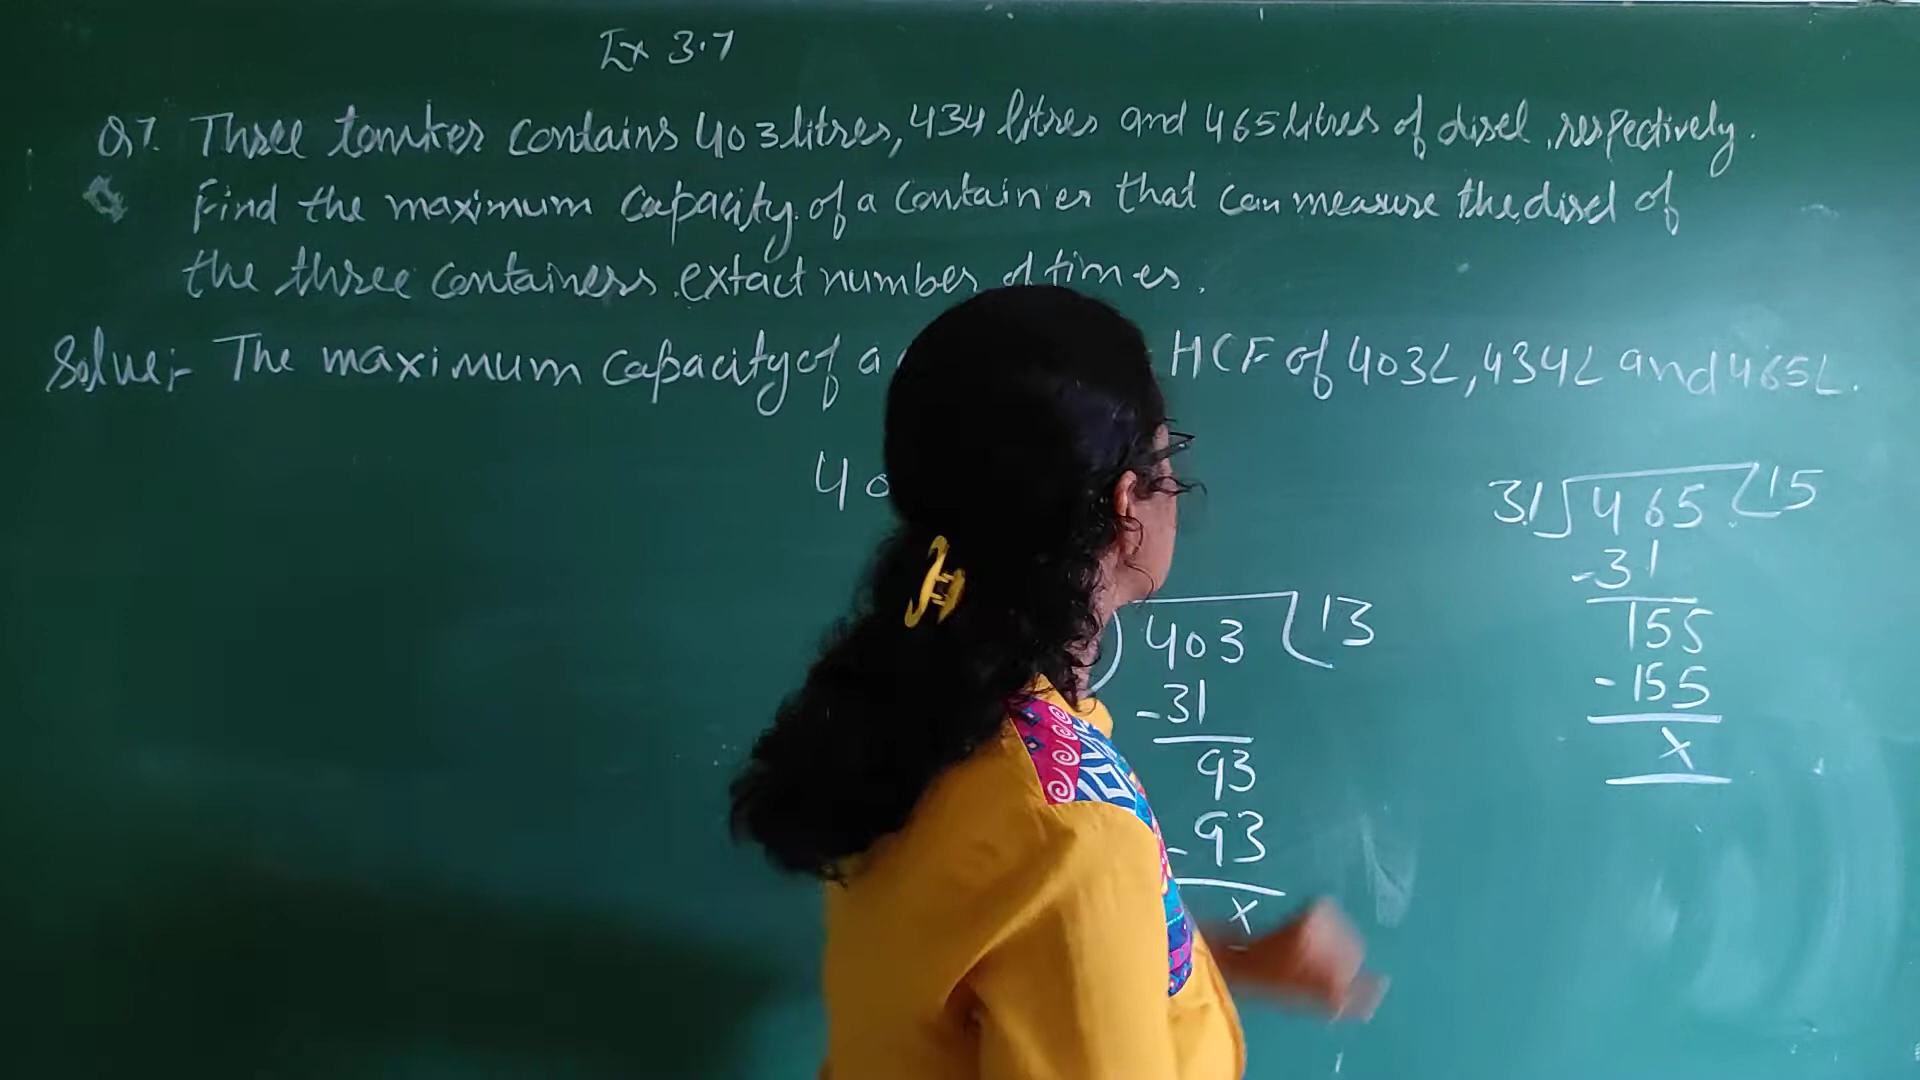 Ex 3.7
Q7. Three tomker contains 403 litres, 434 litres and 465 litres of disel, respectively.
Find the maximum capacity of a container that can measure the disel of
the three containers extact number of times.
Solve:- The maximum capacity of a HCF of 403L, 434L and 465L.
40
403 13
-31
93
-93
x
31 465 15
-31
155
-155
x